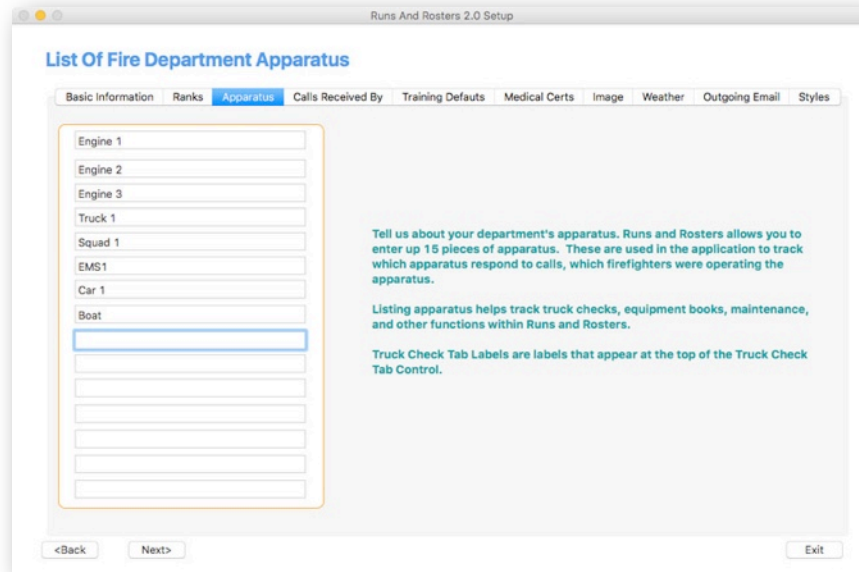 Runs And Rosters 2.0 Setup
List Of Fire Department Apparatus
Basic Information Ranks Apparatus Calls Received By Training Defauts Medical Certs Image Weather Outgoing Email Styles
Engine 1
Engine 2
Engine 3
Truck 1
Squad 1
EMS1
Car 1
Boat
Tell us about your department's apparatus. Runs and Rosters allows you to
enter up 15 pieces of apparatus. These are used in the application to track
which apparatus respond to calls, which firefighters were operating the
apparatus.
Listing apparatus helps track truck checks, equipment books, maintenance,
and other functions within Runs and Rosters.
Truck Check Tab Labels are labels that appear at the top of the Truck Check
Tab Control.
<Back Next> Exit